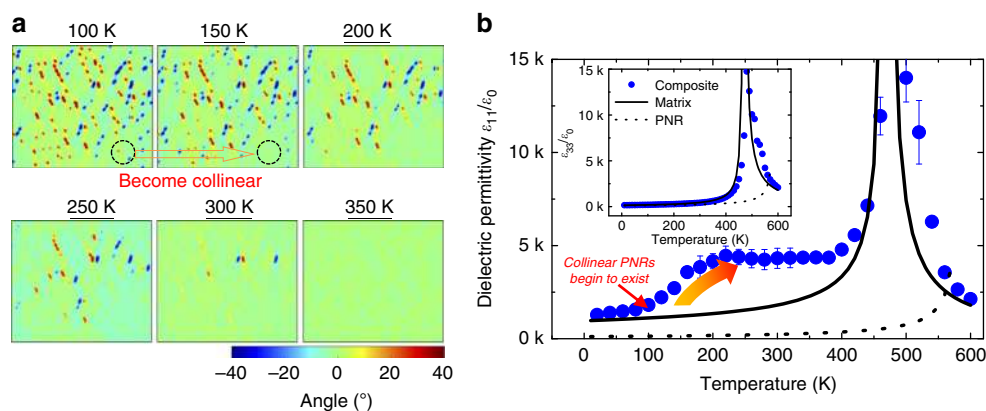 a
100 K
150 K
200 K
Become collinear
250 K
300 K
350 K
−40
−20
0
20
40
Angle (°)
b
Dielectric permittivity ε11/ε0
15 k
10 k
5 k
0 k
0
100
200
300
400
500
600
Temperature (K)
Collinear PNRs
begin to exist
ε33/ε0
15 k
10 k
5 k
0 k
0
200
400
600
Temperature (K)
Composite
Matrix
PNR